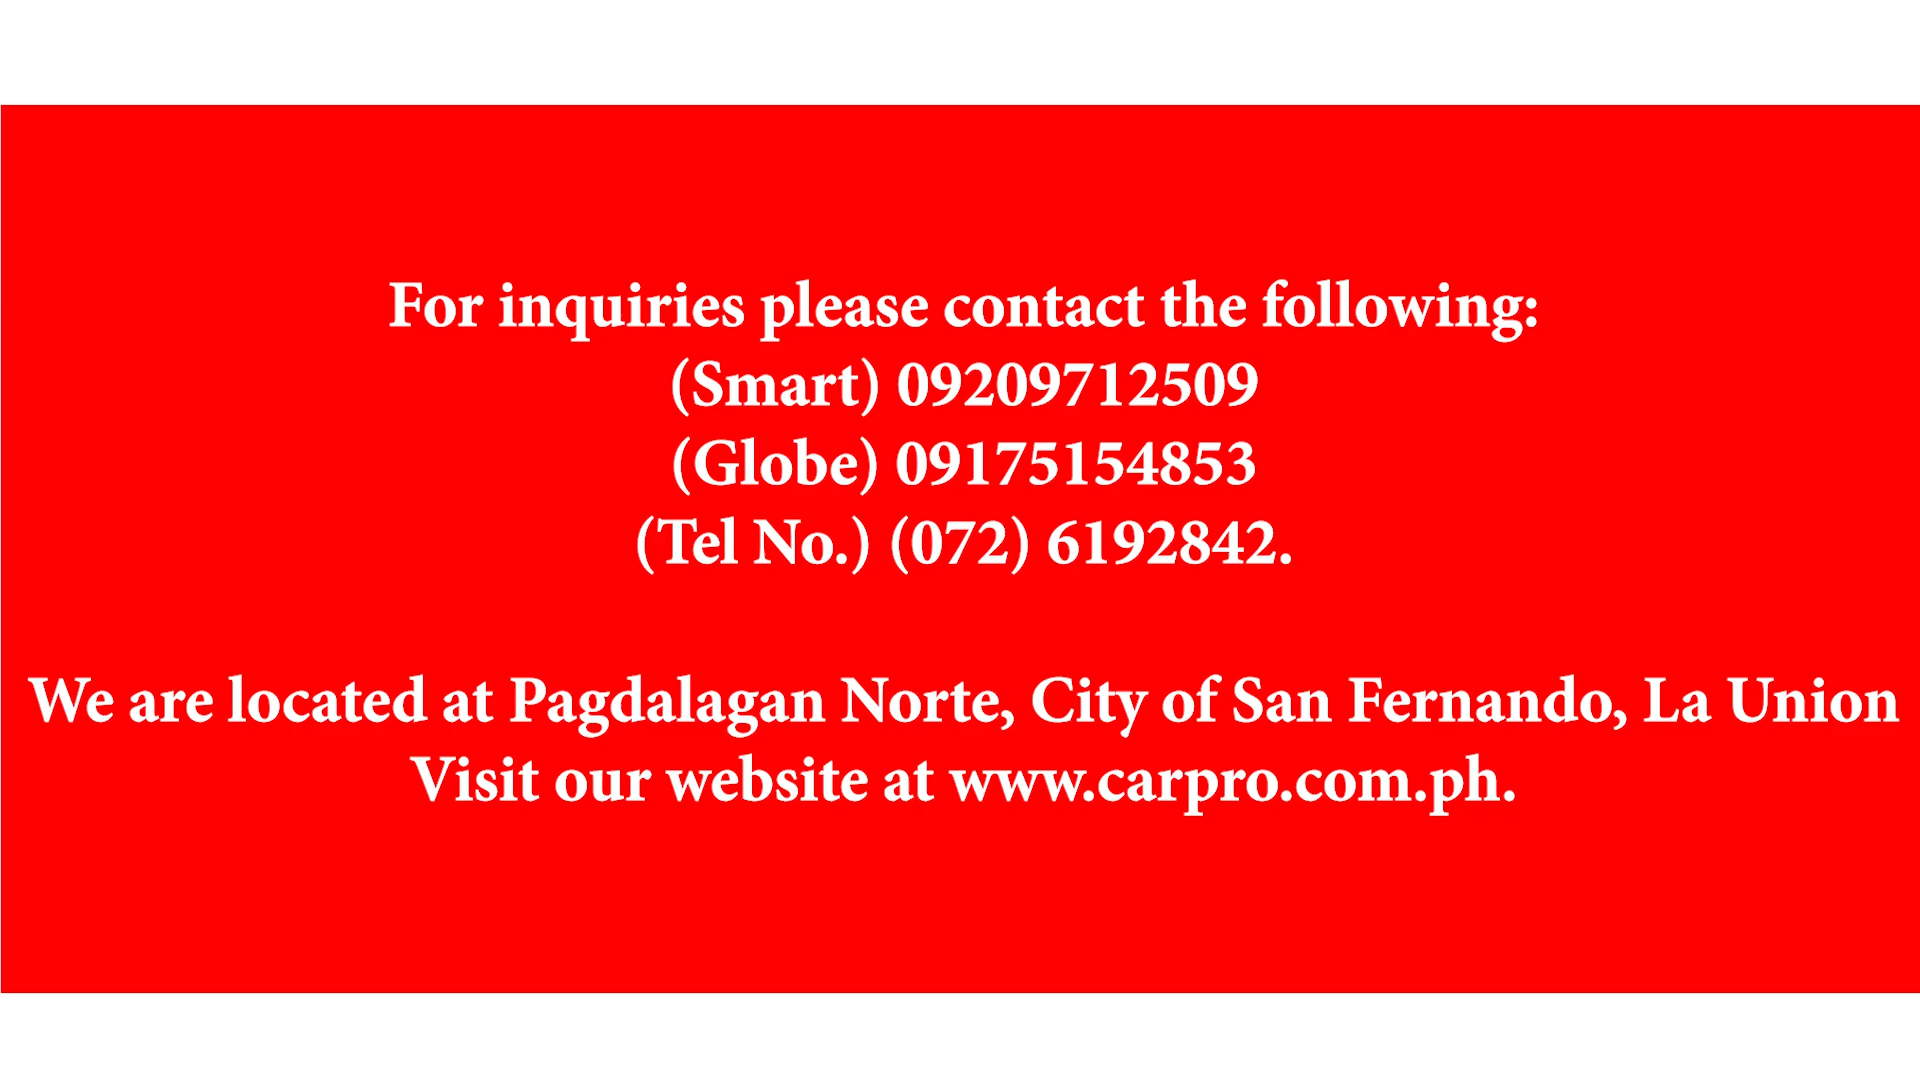 For inquiries please contact the following:
(Smart) 09209712509
(Globe) 09175154853
(Tel No.) (072) 6192842.
We are located at Pagdalagan Norte, City of San Fernando, La Union
Visit our website at www.carpro.com.ph.